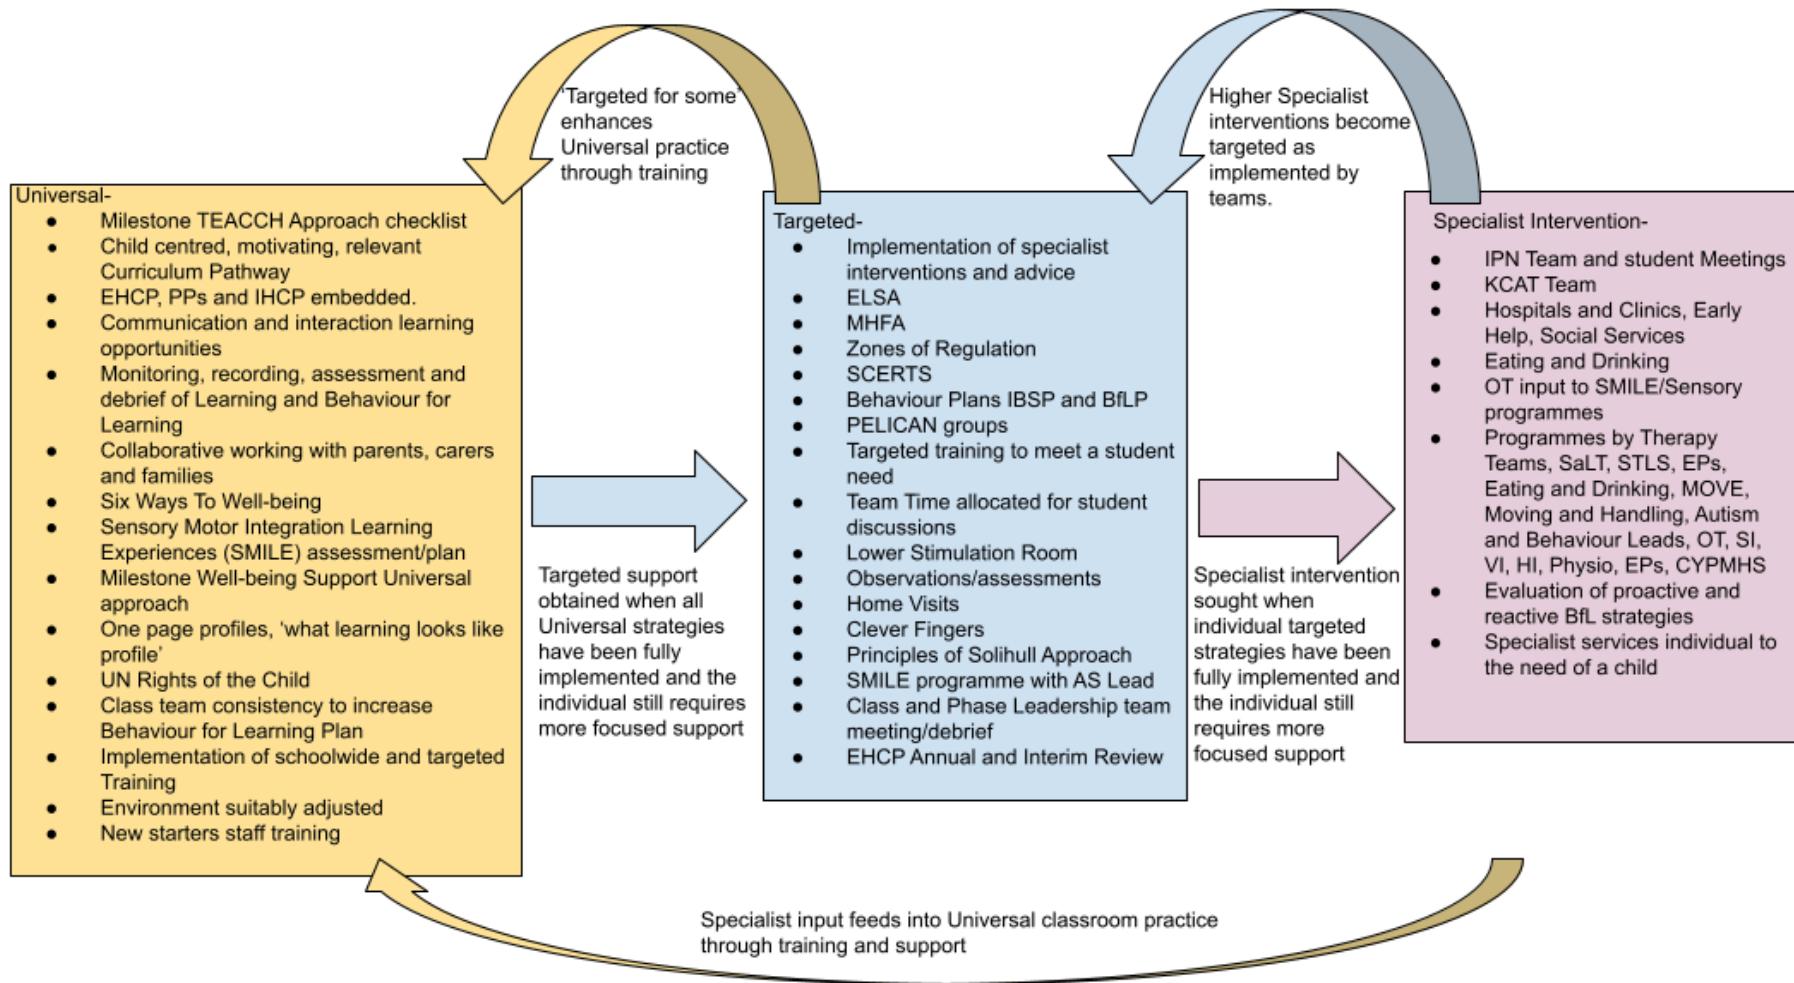 'Targeted for some'
enhances
Universal practice
through training
Higher Specialist
interventions become
targeted as
implemented by
teams.
Universal-
● Milestone TEACCH Approach checklist
● Child centred, motivating, relevant
Curriculum Pathway
● EHCP, PPs and IHCP embedded.
● Communication and interaction learning
opportunities
● Monitoring, recording, assessment and
debrief of Learning and Behaviour for
Learning
● Collaborative working with parents, carers
and families
● Six Ways To Well-being
● Sensory Motor Integration Learning
Experiences (SMILE) assessment/plan
● Milestone Well-being Support Universal
approach
● One page profiles, 'what learning looks like
profile'
● UN Rights of the Child
● Class team consistency to increase
Behaviour for Learning Plan
● Implementation of schoolwide and targeted
Training
● Environment suitably adjusted
● New starters staff training
Targeted support
obtained when all
Universal strategies
have been fully
implemented and the
individual still requires
more focused support
Targeted-
● Implementation of specialist
interventions and advice
● ELSA
● MHFA
● Zones of Regulation
● SCERTS
● Behaviour Plans IBSP and BfLP
● PELICAN groups
● Targeted training to meet a student
need
● Team Time allocated for student
discussions
● Lower Stimulation Room
● Observations/assessments
● Home Visits
● Clever Fingers
● Principles of Solihull Approach
● SMILE programme with AS Lead
● Class and Phase Leadership team
meeting/debrief
● EHCP Annual and Interim Review
Specialist intervention
sought when
individual targeted
strategies have been
fully implemented and
the individual still
requires more
focused support
Specialist Intervention-
● IPN Team and student Meetings
● KCAT Team
● Hospitals and Clinics, Early
Help, Social Services
● Eating and Drinking
● OT input to SMILE/Sensory
programmes
● Programmes by Therapy
Teams, SaLT, STLS, EPs,
Eating and Drinking, MOVE,
Moving and Handling, Autism
and Behaviour Leads, OT, SI,
VI, HI, Physio, EPs, CYPMHS
● Evaluation of proactive and
reactive BfL strategies
● Specialist services individual to
the need of a child
Specialist input feeds into Universal classroom practice
through training and support